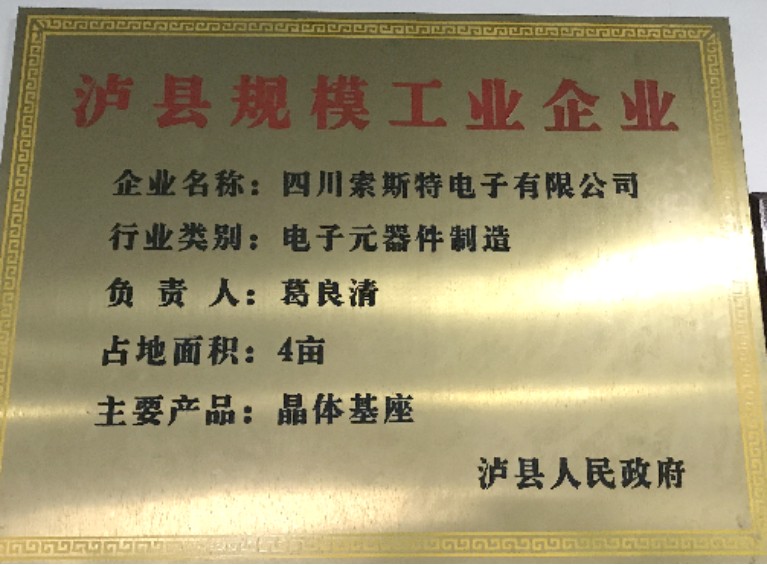 泸县规模工业企业
企业名称：四川索斯特电子有限公司
行业类别：电子元器件制造
负责人：葛良清
占地面积：4亩
主要产品：晶体基座
泸县人民政府